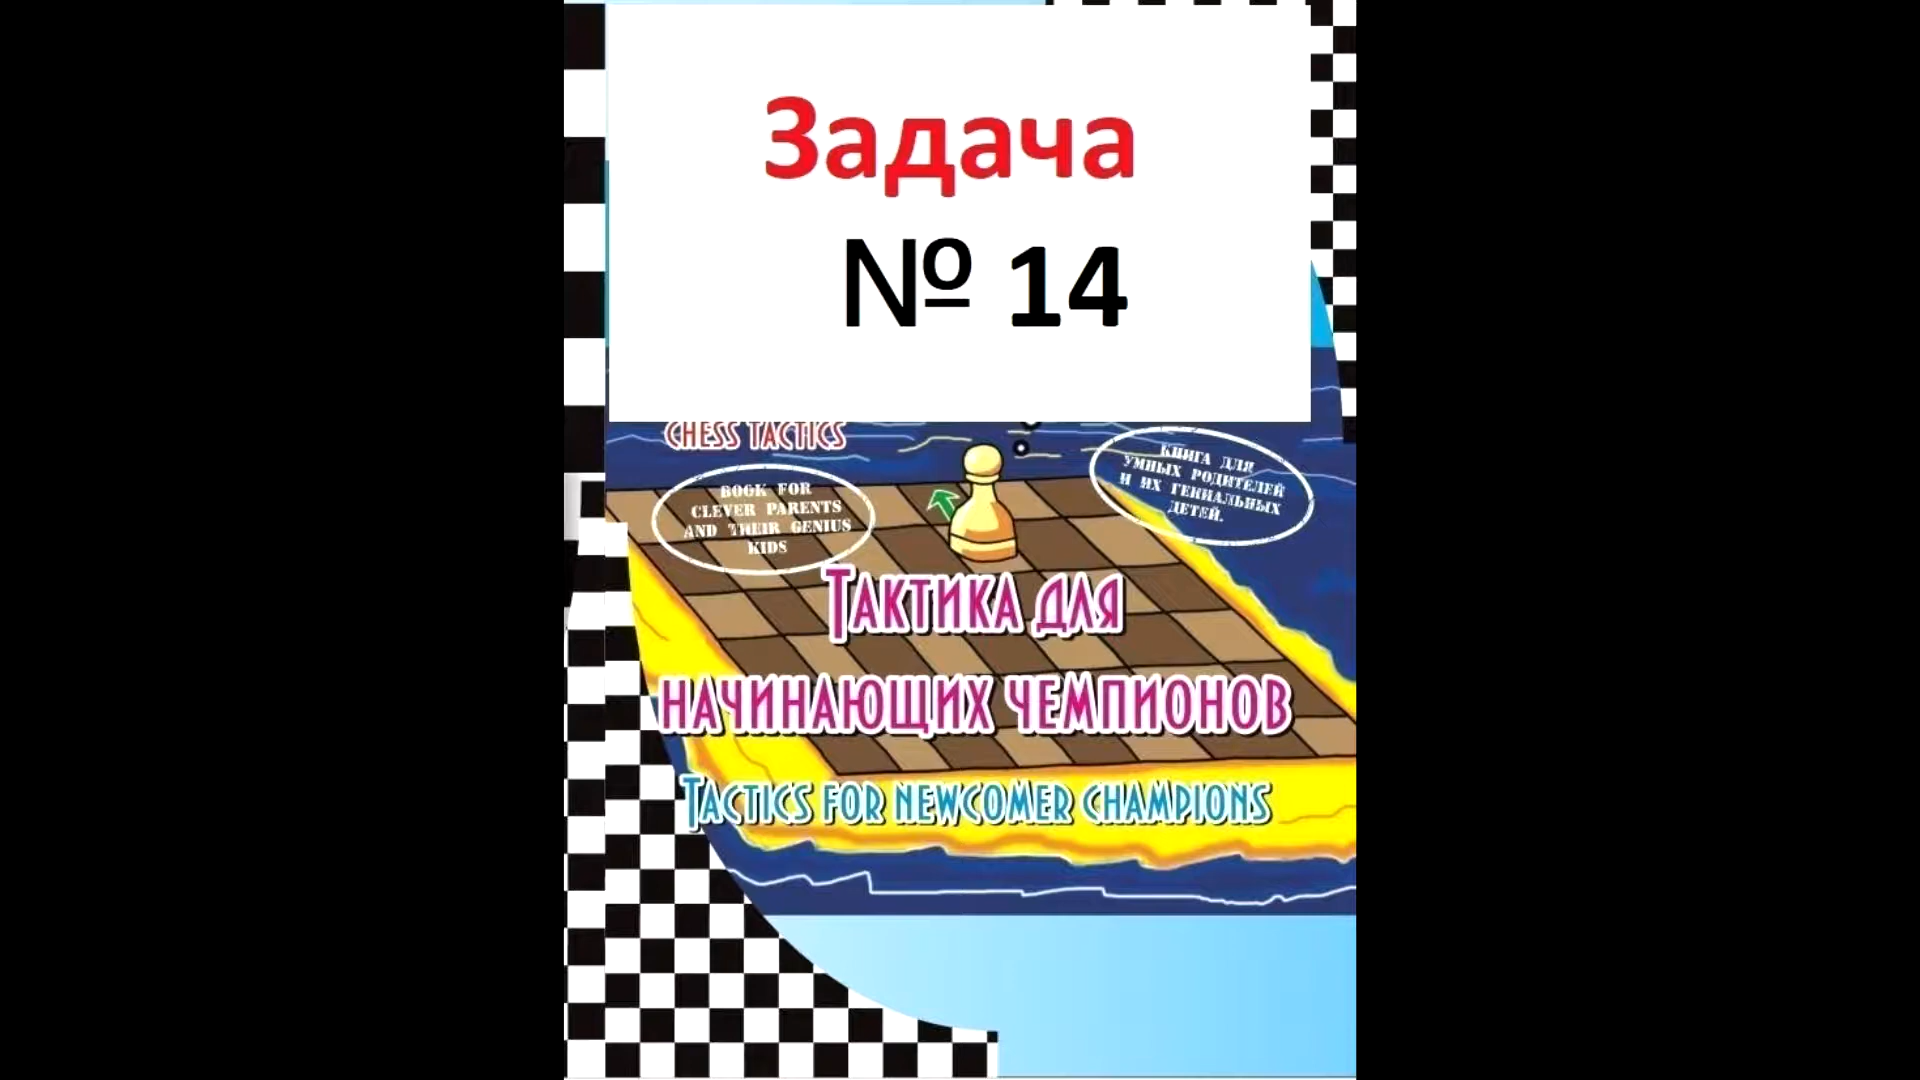 Задача
№ 14
CHESS TACTICS
BOOK FOR
CLEVER PARENTS
AND THEIR GENIUS
KIDS
КНИГА ДЛЯ
УМНЫХ РОДИТЕЛЕЙ
И ИХ ГЕНИАЛЬНЫХ
ДЕТЕЙ.
ТАКТИКА ДЛЯ
НАЧИНАЮЩИХ ЧЕМПИОНОВ
TACTICS FOR NEWCOMER CHAMPIONS